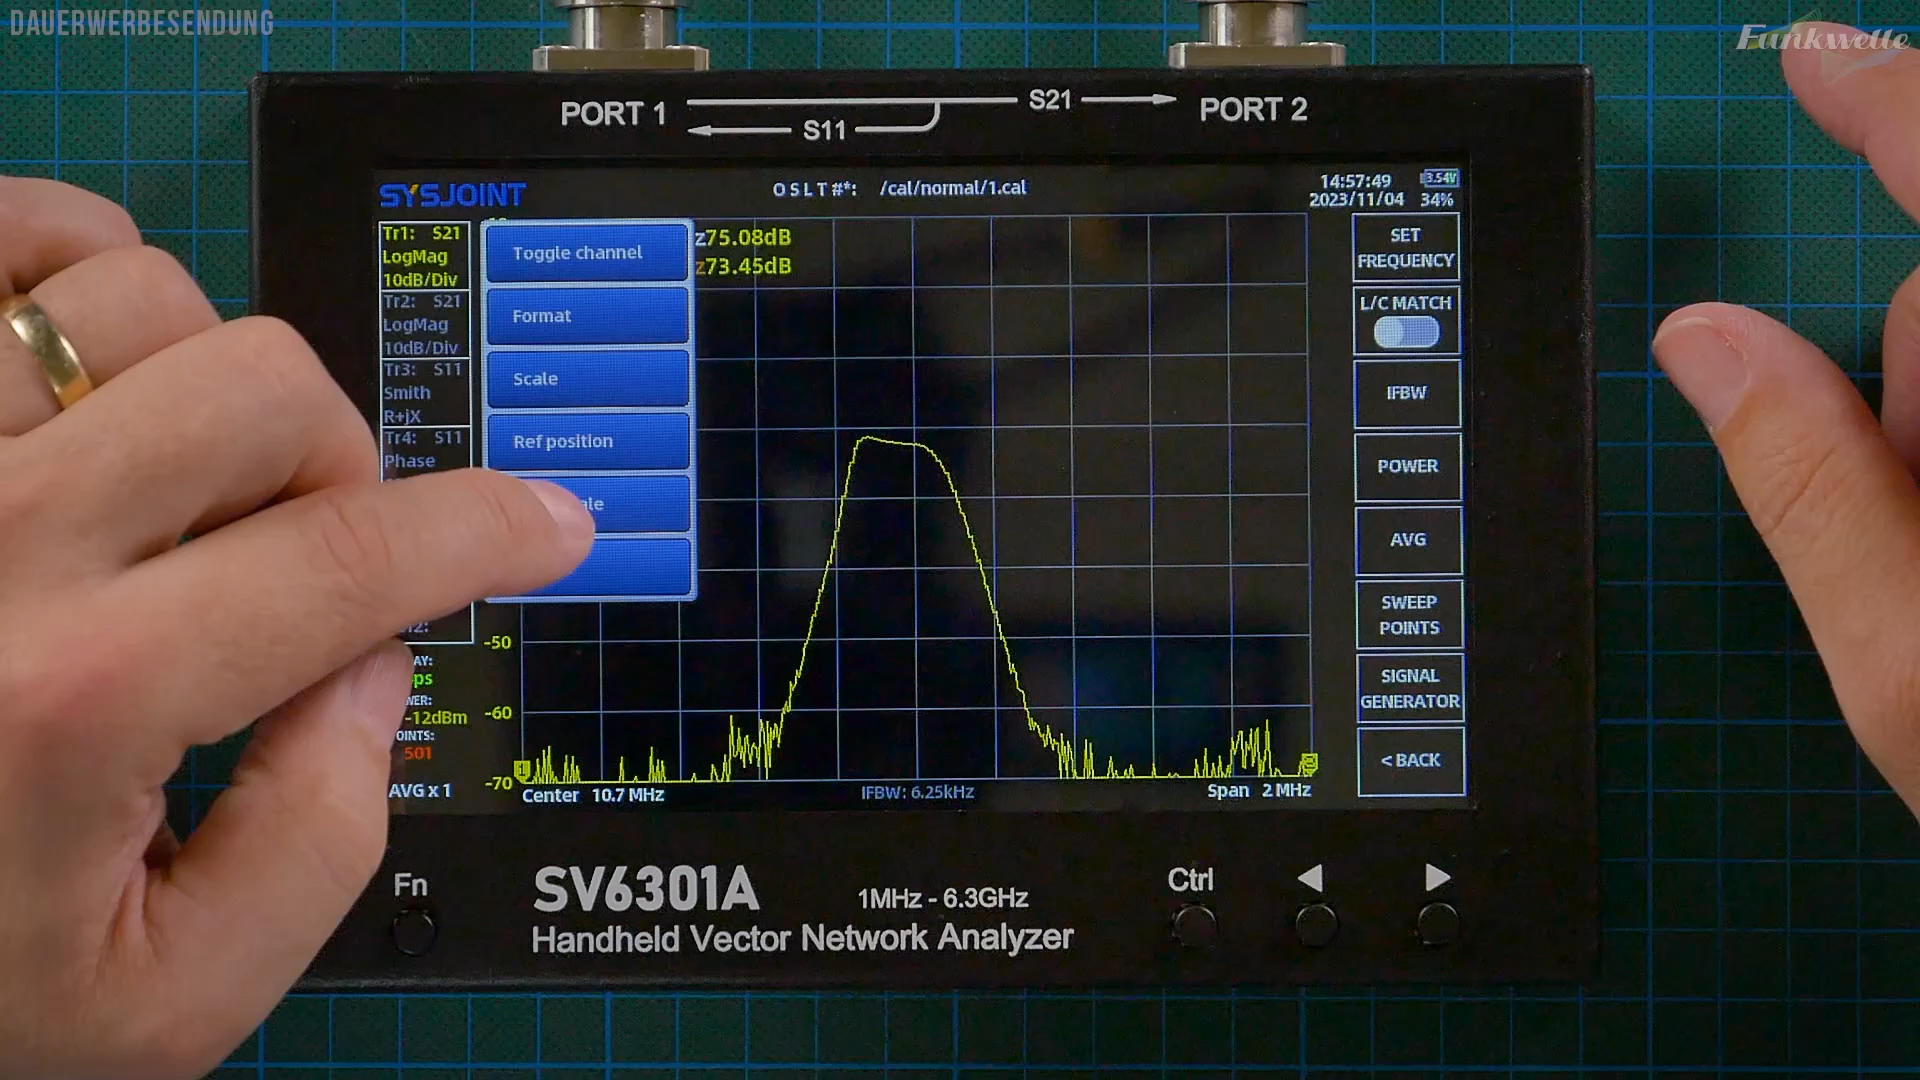 DAUERWERBESENDUNG
Funkwelle
PORT 1
S11
S21
PORT 2
SYSJOINT
O S L T #*: /cal/normal/1.cal
14:57:49
2023/11/04
3.54V
34%
Tr1: S21
LogMag
10dB/Div
Tr2: S21
LogMag
10dB/Div
Tr3: S11
Smith
R+jX
Tr4: S11
Phase
Toggle channel
Format
Scale
Ref position
z75.08dB
z73.45dB
SET
FREQUENCY
L/C MATCH
IFBW
POWER
AVG
SWEEP
POINTS
SIGNAL
GENERATOR
< BACK
-12dBm
501
AVG x 1
-50
-60
-70
1
Center 10.7 MHz
IFBW: 6.25kHz
Span 2 MHz
Fn
SV6301A
1MHz - 6.3GHz
Handheld Vector Network Analyzer
Ctrl